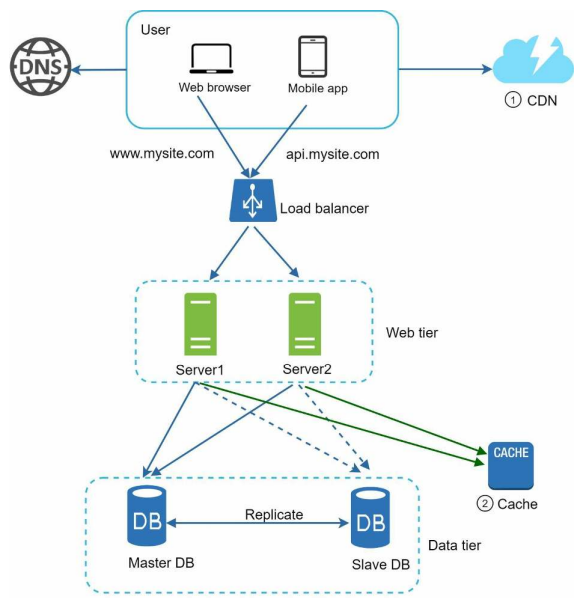 User
DNS
Web browser
Mobile app
① CDN
www.mysite.com
api.mysite.com
Load balancer
Web tier
Server1
Server2
CACHE
② Cache
DB
Replicate
DB
Master DB
Slave DB
Data tier